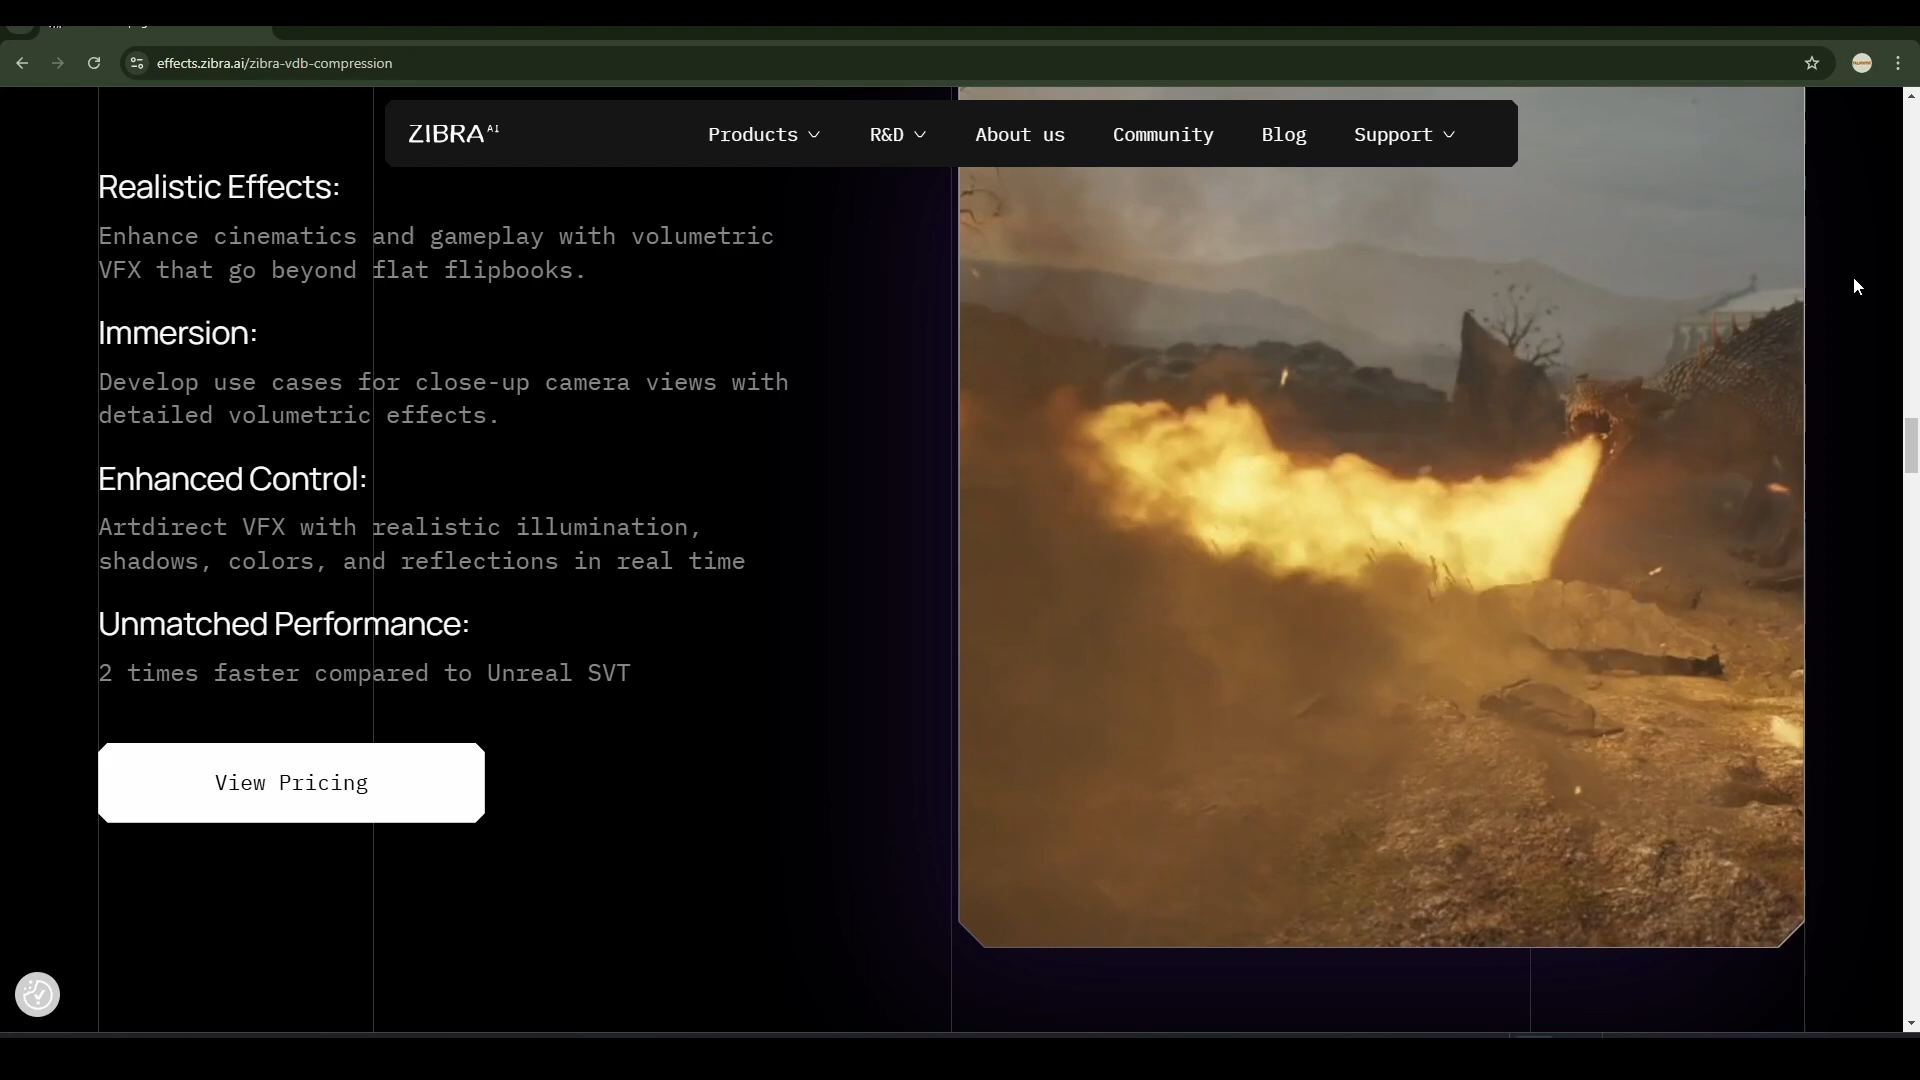 effects.zibra.ai/zibra-vdb-compression
ZIBRA AI
Products
R&D
About us
Community
Blog
Support
Realistic Effects:
Enhance cinematics and gameplay with volumetric
VFX that go beyond flat flipbooks.
Immersion:
Develop use cases for close-up camera views with
detailed volumetric effects.
Enhanced Control:
Artdirect VFX with realistic illumination,
shadows, colors, and reflections in real time
Unmatched Performance:
2 times faster compared to Unreal SVT
View Pricing